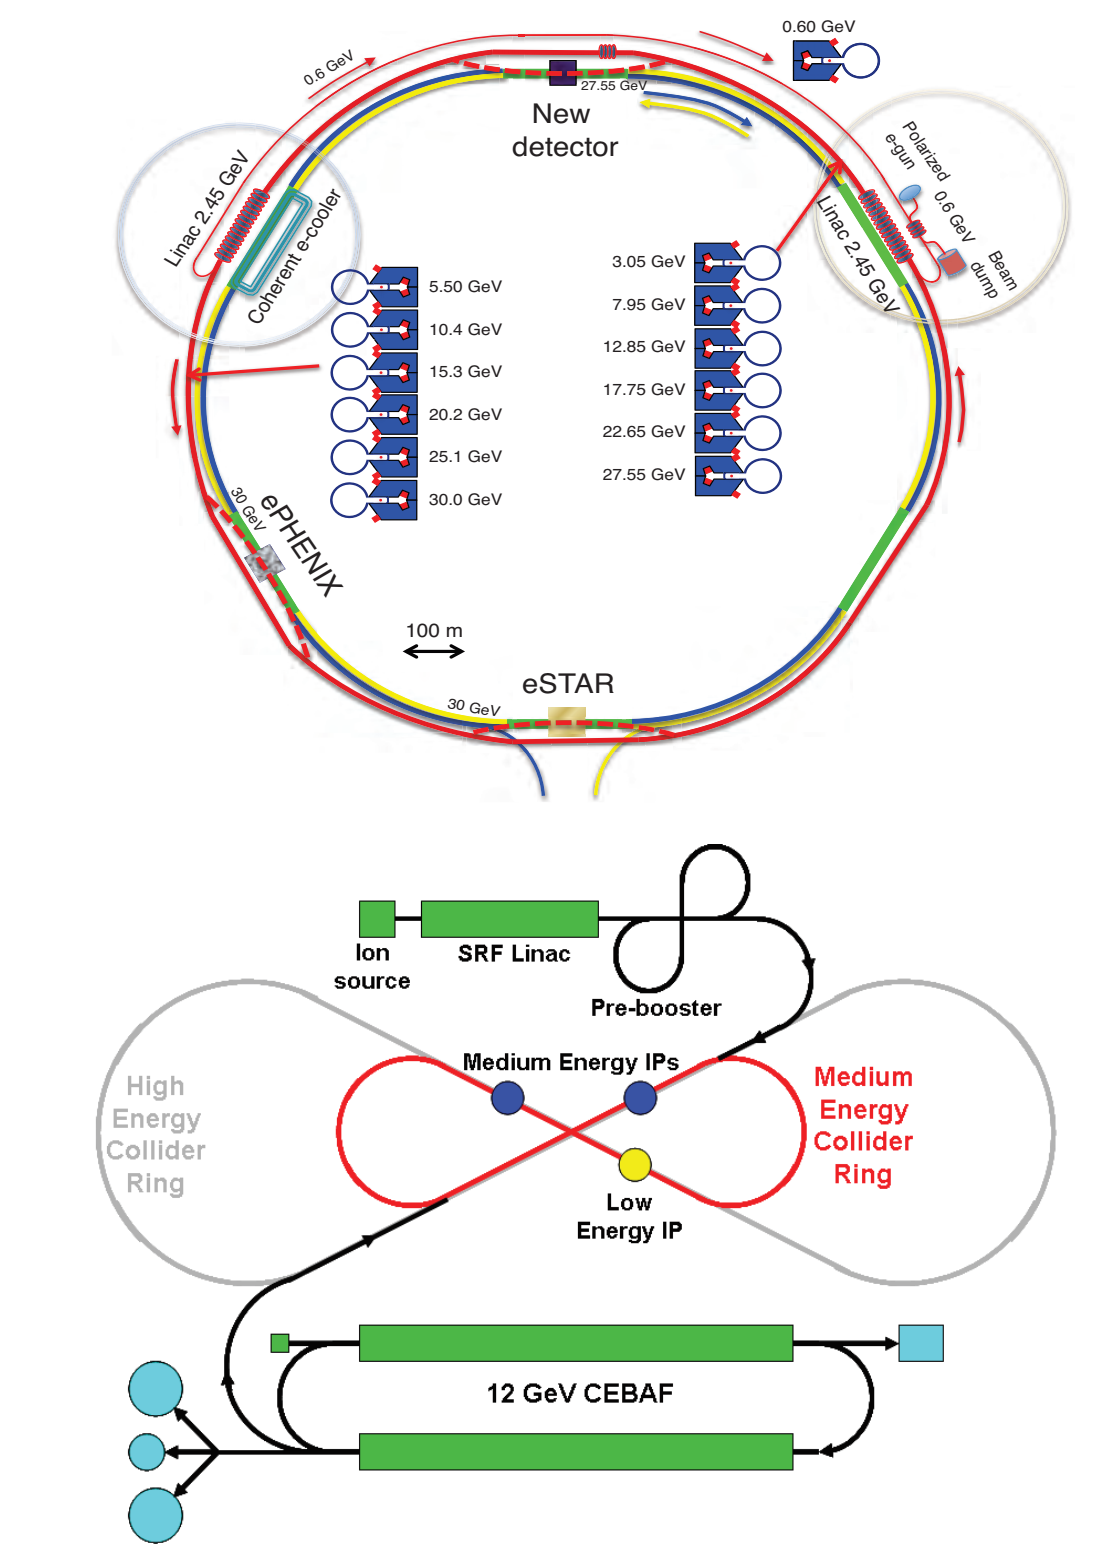 0.60 GeV
0.6 GeV
27.55 GeV
New
detector
Polarized
e-gun
0.6 GeV
Beam
dump
Linac 2.45 GeV
Linac 2.45 GeV
Coherent e-cooler
5.50 GeV
10.4 GeV
15.3 GeV
20.2 GeV
25.1 GeV
30.0 GeV
3.05 GeV
7.95 GeV
12.85 GeV
17.75 GeV
22.65 GeV
27.55 GeV
30 GeV
ePHENIX
100 m
eSTAR
30 GeV
Ion
source
SRF Linac
Pre-booster
Medium Energy IPs
High
Energy
Collider
Ring
Medium
Energy
Collider
Ring
Low
Energy IP
12 GeV CEBAF